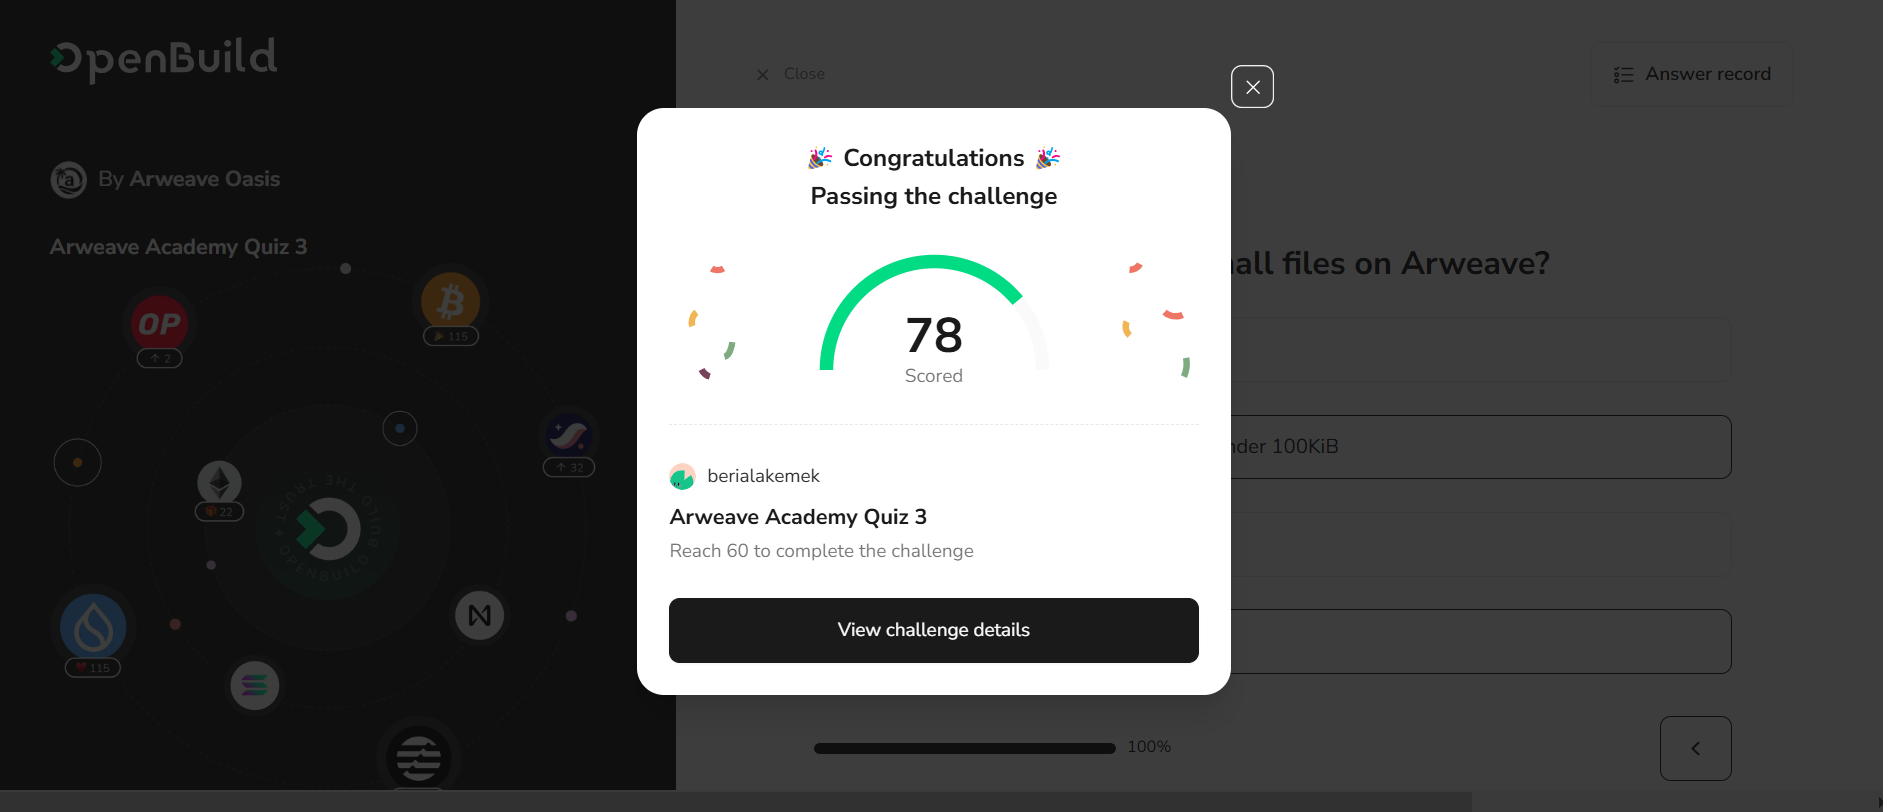 OpenBuild
Close
Answer record
By Arweave Oasis
Arweave Academy Quiz 3
🎉 Congratulations 🎉
Passing the challenge
files on Arweave?
OP
2
115
78
Scored
100KiB
32
22
BUILD THE TRUST
OPENBUILD
berialakemek
Arweave Academy Quiz 3
Reach 60 to complete the challenge
View challenge details
115
100%